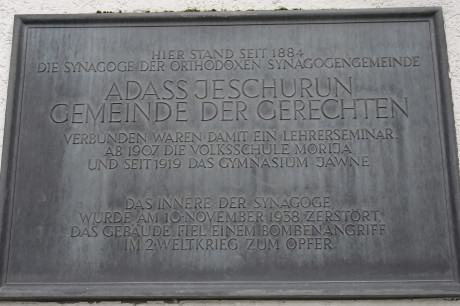 HIER STAND SEIT 1884
DIE SYNAGOGE DER ORTHODOXEN SYNAGOGENGEMEINDE
ADASS JESCHURUN
GEMEINDE DER GERECHTEN
VERBUNDEN WAREN DAMIT EIN LEHRERSEMINAR,
AB 1907 DIE VOLKSSCHULE MORIJA
UND SEIT 1919 DAS GYMNASIUM JAWNE
DAS INNERE DER SYNAGOGE
WURDE AM 10·NOVEMBER 1938 ZERSTÖRT,
DAS GEBÄUDE FIEL EINEM BOMBENANGRIFF
IM 2·WELTKRIEG ZUM OPFER